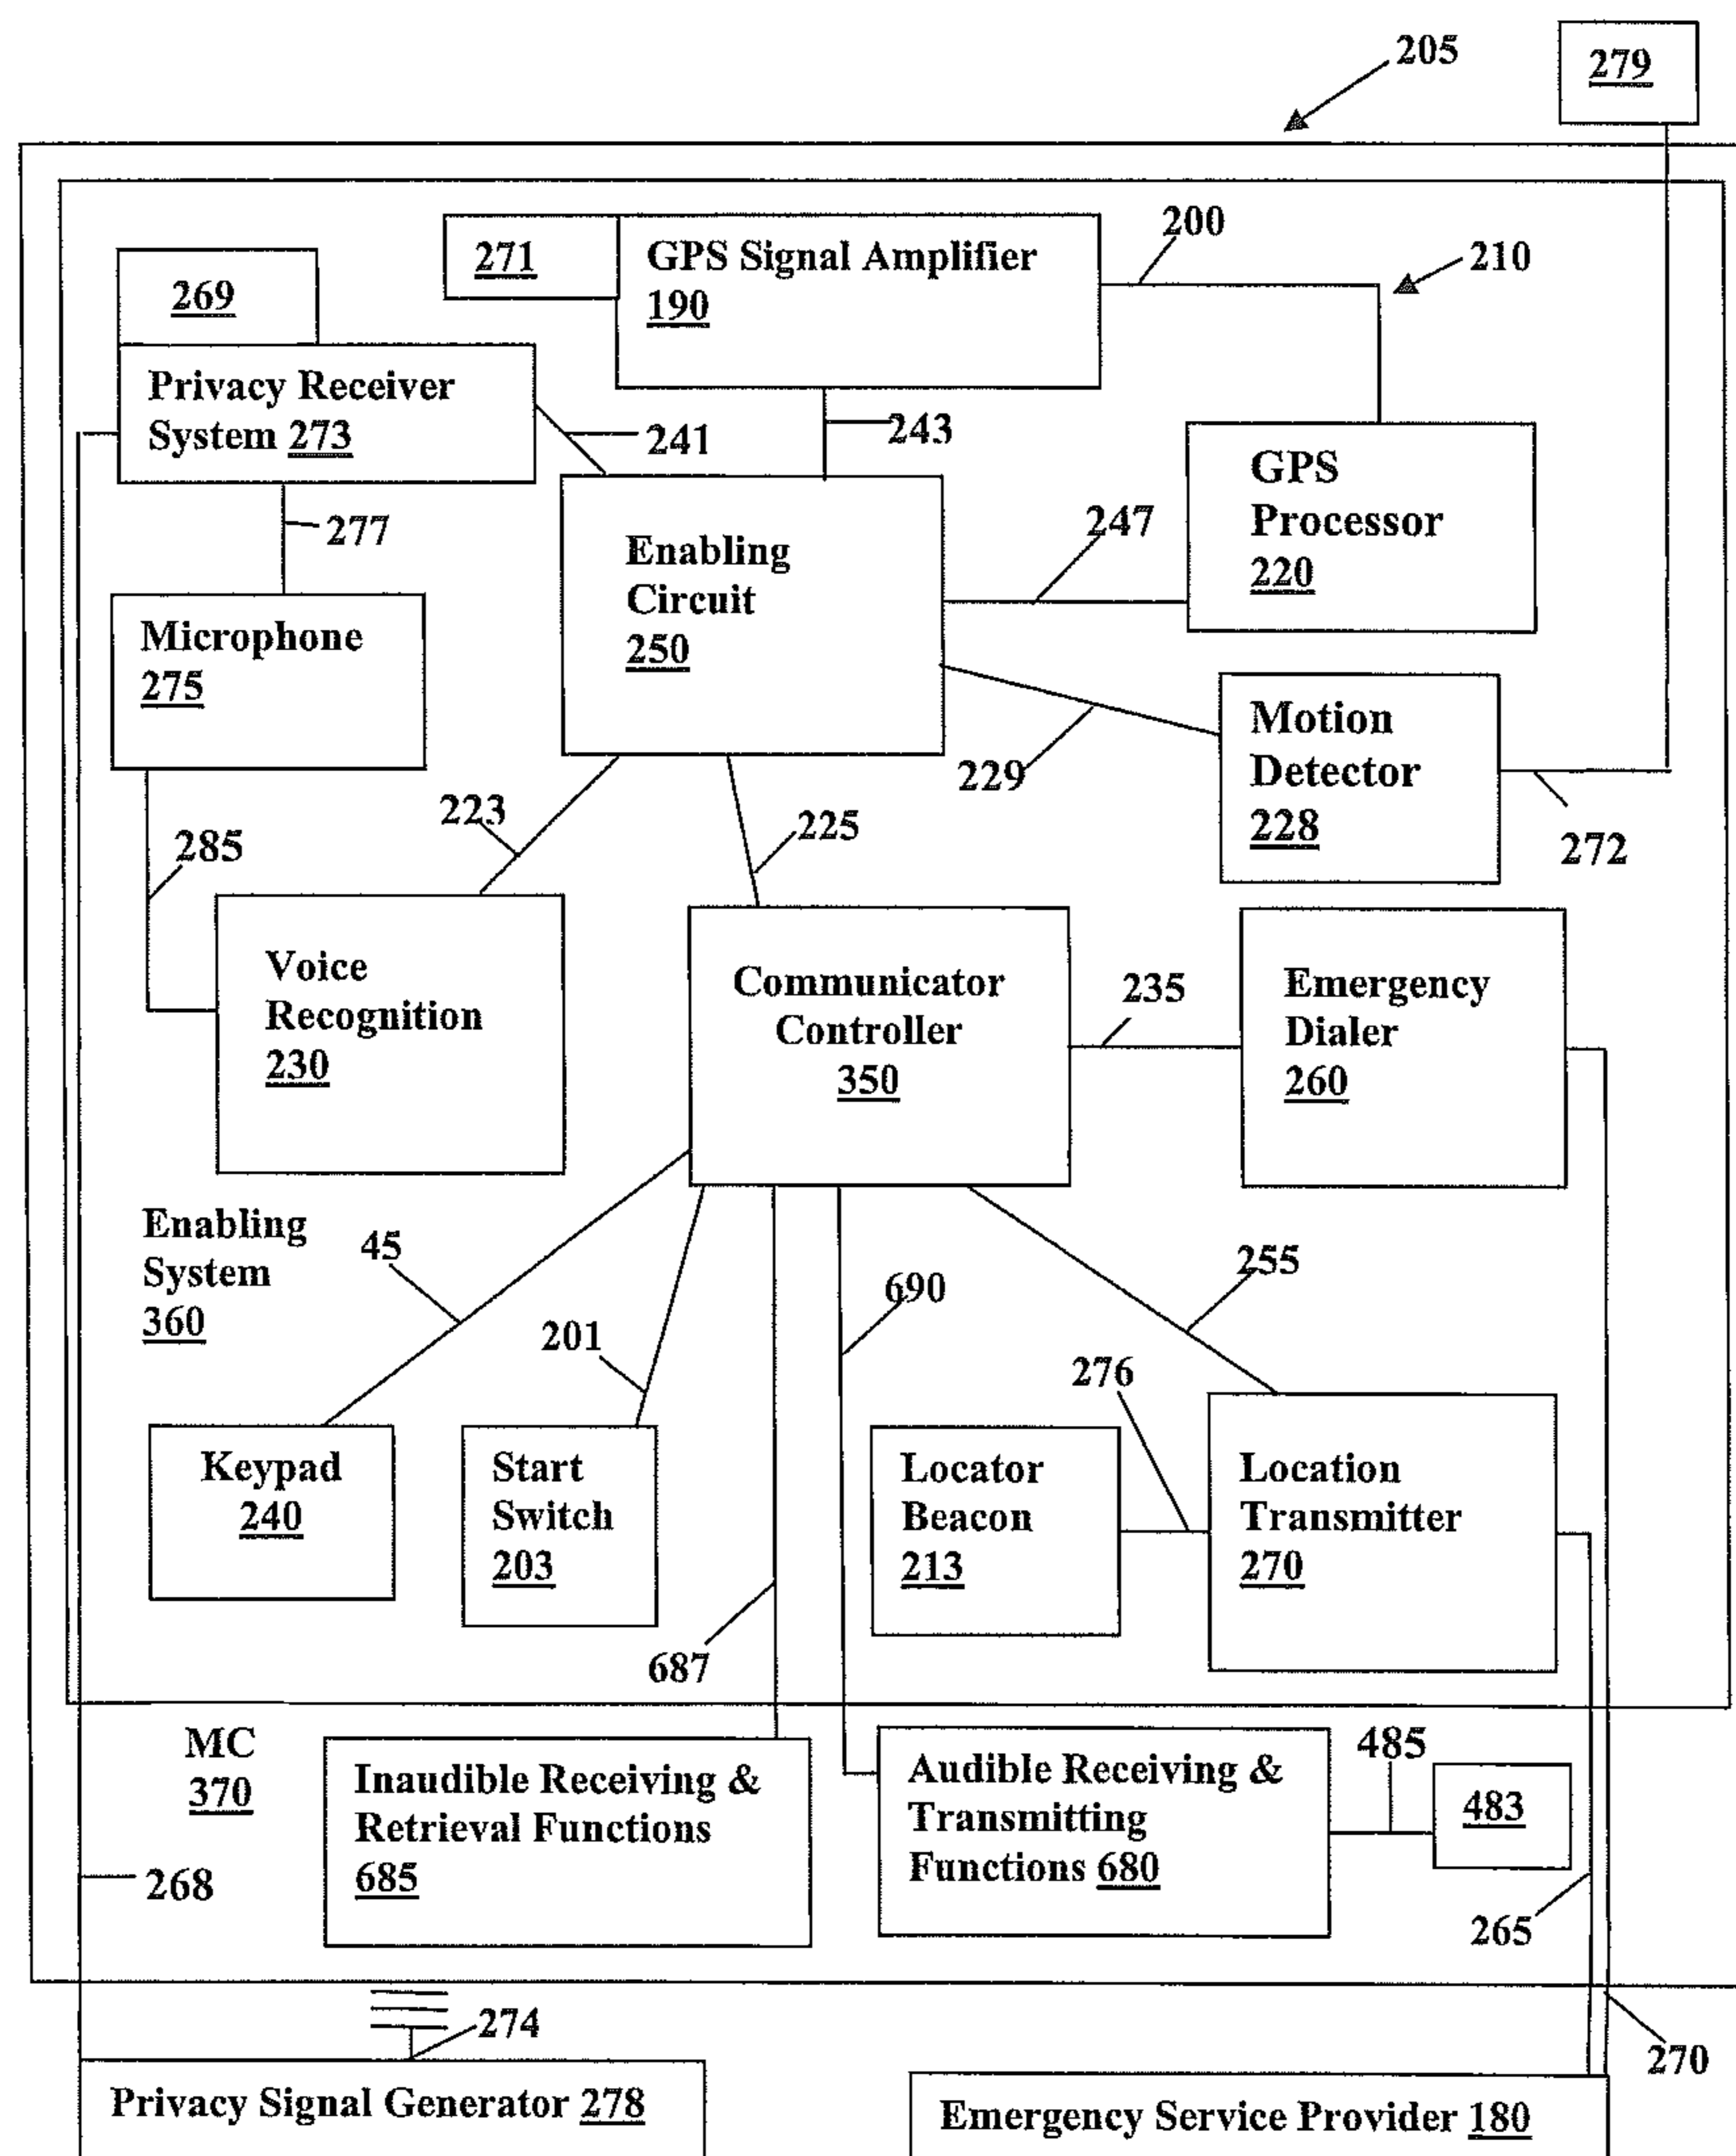 205
279
200
271
GPS Signal Amplifier
190
210
269
Privacy Receiver
System 273
241
243
GPS
Processor
220
277
247
Enabling
Circuit
250
Microphone
275
Motion
Detector
228
229
223
225
285
272
Voice
Recognition
230
Communicator
Controller
350
235
Emergency
Dialer
260
Enabling
System
360
45
255
690
201
276
Keypad
240
Start
Switch
203
Locator
Beacon
213
Location
Transmitter
270
687
MC
370
Inaudible Receiving &
Retrieval Functions
685
Audible Receiving &
Transmitting
Functions 680
485
483
268
265
274
270
Privacy Signal Generator 278
Emergency Service Provider 180